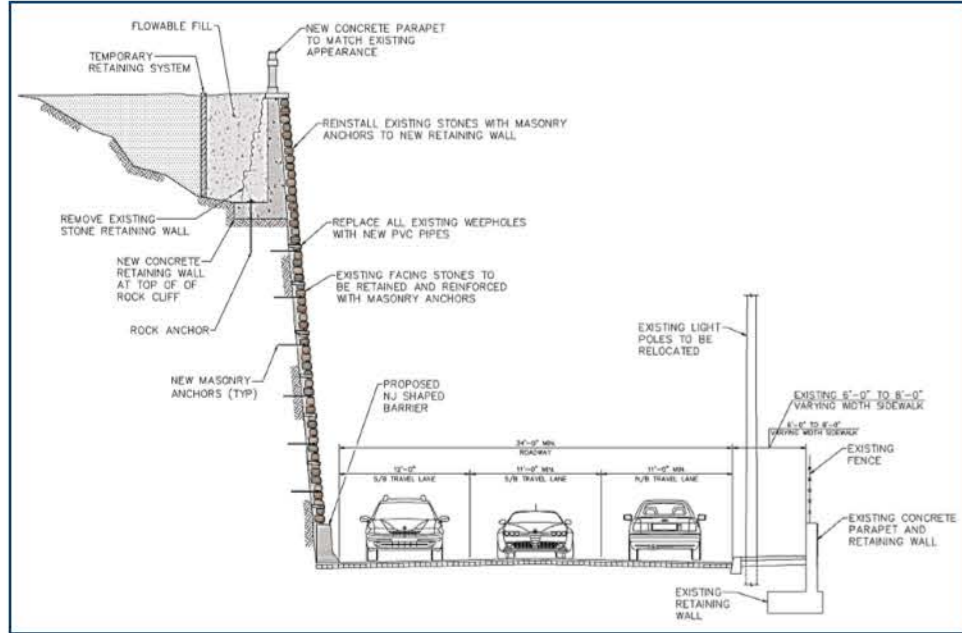 FLOWABLE FILL
NEW CONCRETE PARAPET
TO MATCH EXISTING
APPEARANCE
TEMPORARY
RETAINING SYSTEM
REINSTALL EXISTING STONES WITH MASONRY
ANCHORS TO NEW RETAINING WALL
REMOVE EXISTING
STONE RETAINING WALL
REPLACE ALL EXISTING WEEPHOLES
WITH NEW PVC PIPES
NEW CONCRETE
RETAINING WALL
AT TOP OF OF
ROCK CLIFF
EXISTING FACING STONES TO
BE RETAINED AND REINFORCED
WITH MASONRY ANCHORS
ROCK ANCHOR
EXISTING LIGHT
POLES TO BE
RELOCATED
NEW MASONRY
ANCHORS (TYP)
PROPOSED
NJ SHAPED
BARRIER
EXISTING 6'-0" TO 8'-0"
VARYING WIDTH SIDEWALK
6'-0" TO 8'-0"
VARYING WIDTH SIDEWALK
34'-0" MIN.
ROADWAY
12'-0"
S/B TRAVEL LANE
11'-0" MIN.
S/B TRAVEL LANE
11'-0" MIN.
N/B TRAVEL LANE
EXISTING
FENCE
EXISTING CONCRETE
PARAPET AND
RETAINING WALL
EXISTING
RETAINING
WALL